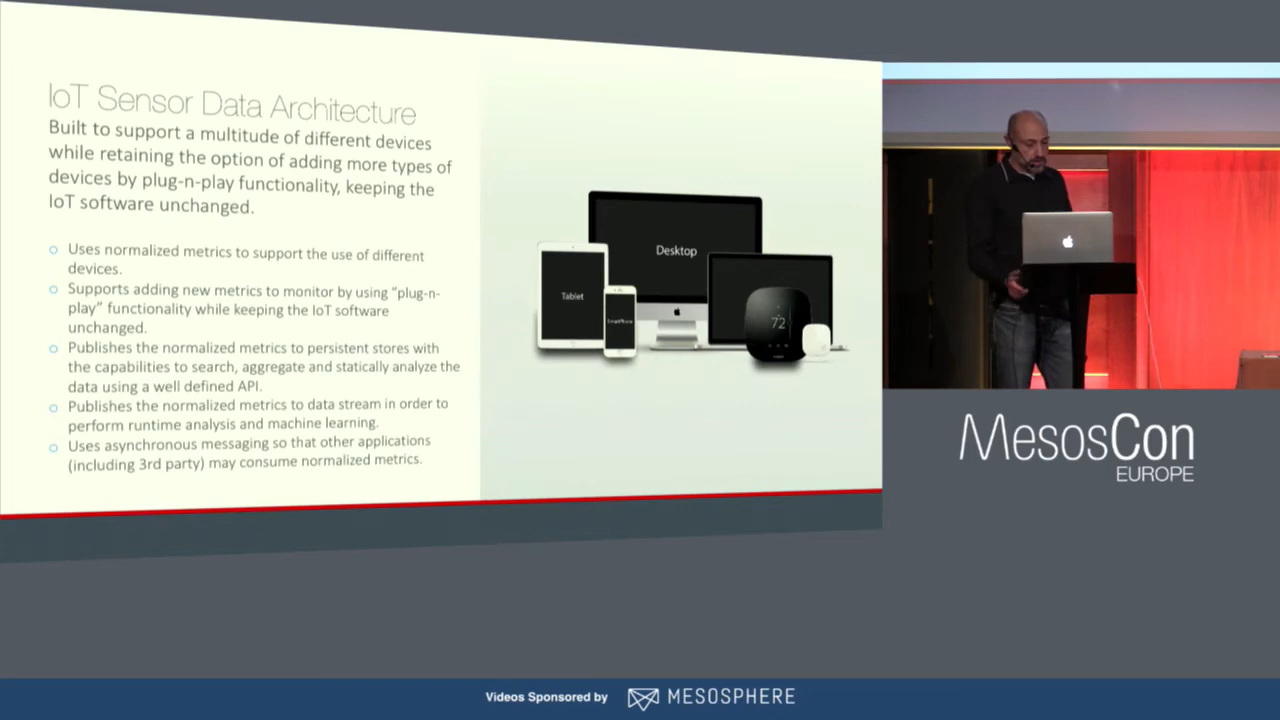 IoT Sensor Data Architecture
Built to support a multitude of different devices
while retaining the option of adding more types of
devices by plug-n-play functionality, keeping the
IoT software unchanged.
Uses normalized metrics to support the use of different
devices.
Supports adding new metrics to monitor by using “plug-n-
play” functionality while keeping the IoT software
unchanged.
Publishes the normalized metrics to persistent stores with
the capabilities to search, aggregate and statically analyze the
data using a well defined API.
Publishes the normalized metrics to data stream in order to
perform runtime analysis and machine learning.
Uses asynchronous messaging so that other applications
(including 3rd party) may consume normalized metrics.
Desktop
Tablet
SmartPhone
72
MesosCon
EUROPE
Videos Sponsored by
MESOSPHERE